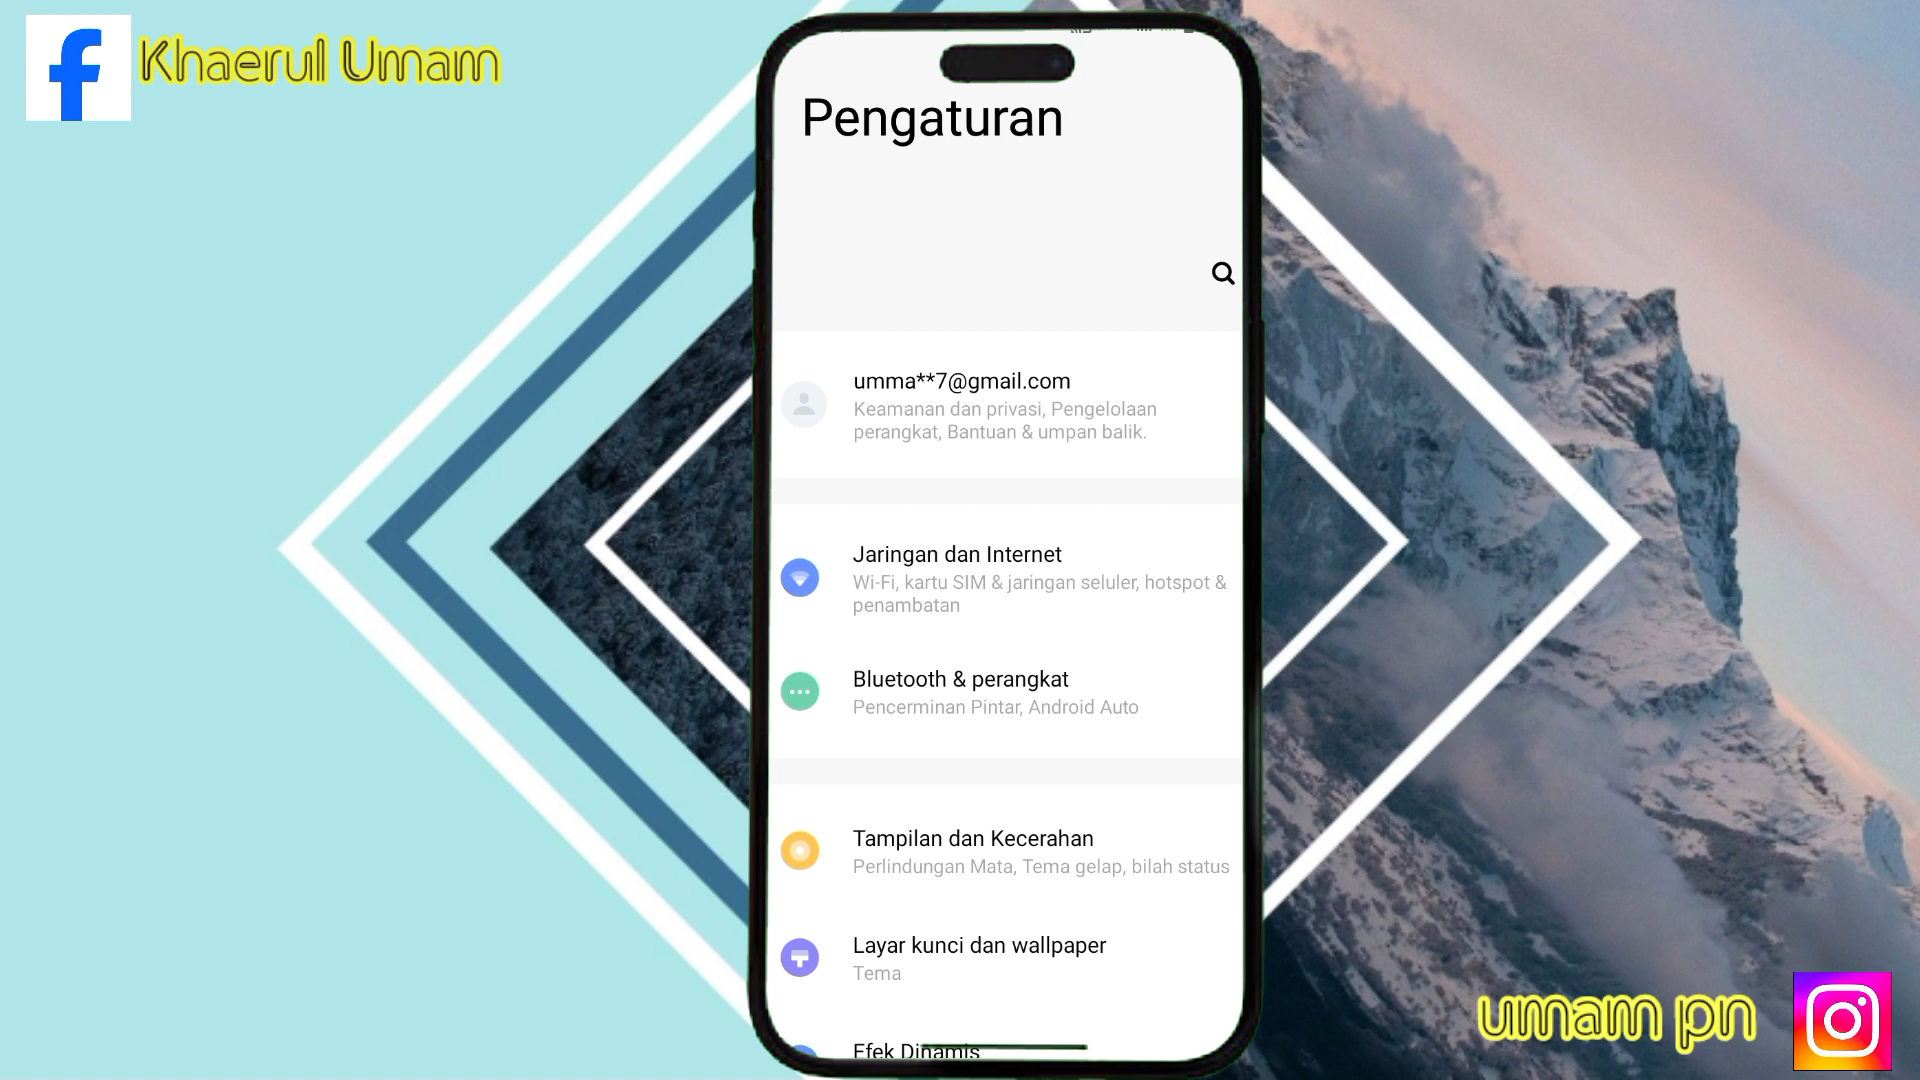 Khaerul Umam
Pengaturan
umma**7@gmail.com
Keamanan dan privasi, Pengelolaan
perangkat, Bantuan & umpan balik.
Jaringan dan Internet
Wi-Fi, kartu SIM & jaringan seluler, hotspot &
penambatan
Bluetooth & perangkat
Pencerminan Pintar, Android Auto
Tampilan dan Kecerahan
Perlindungan Mata, Tema gelap, bilah status
Layar kunci dan wallpaper
Tema
Efek Dinamis
umam pn